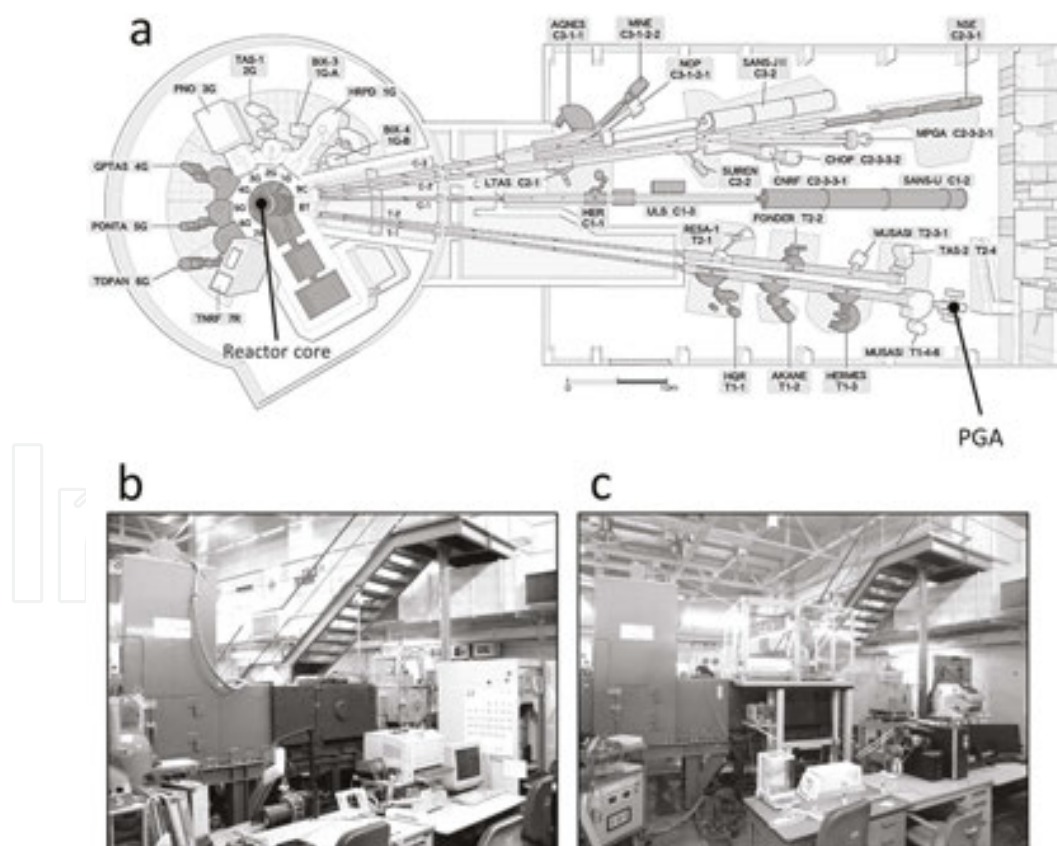 a
AGNES
C3-1-1
MINE
C3-1-2-2
NSE
C2-3-1
TAS-1
2G
BIX-3
1G-A
NOP
C3-1-2-1
SANS-J-II
C3-2
PNO 3G
HRPD 1G
BIX-4
1G-B
MPGA C2-3-2-1
GPTAS 4G
CHOP C2-3-3-2
LTAS C2-1
SUIREN
C2-2
CNRF C2-3-3-1
SANS-U C1-2
HER
C1-1
ULS C1-3
FONDER T2-2
PONTA 5G
RESA-1
T2-1
MUSASI T2-3-1
TAS-2 T2-4
TOPAN 6G
TNRF 7R
Reactor core
MUSASI T1-4-6
0
10m
HQR
T1-1
AKANE
T1-2
HERMES
T1-3
PGA
b
c